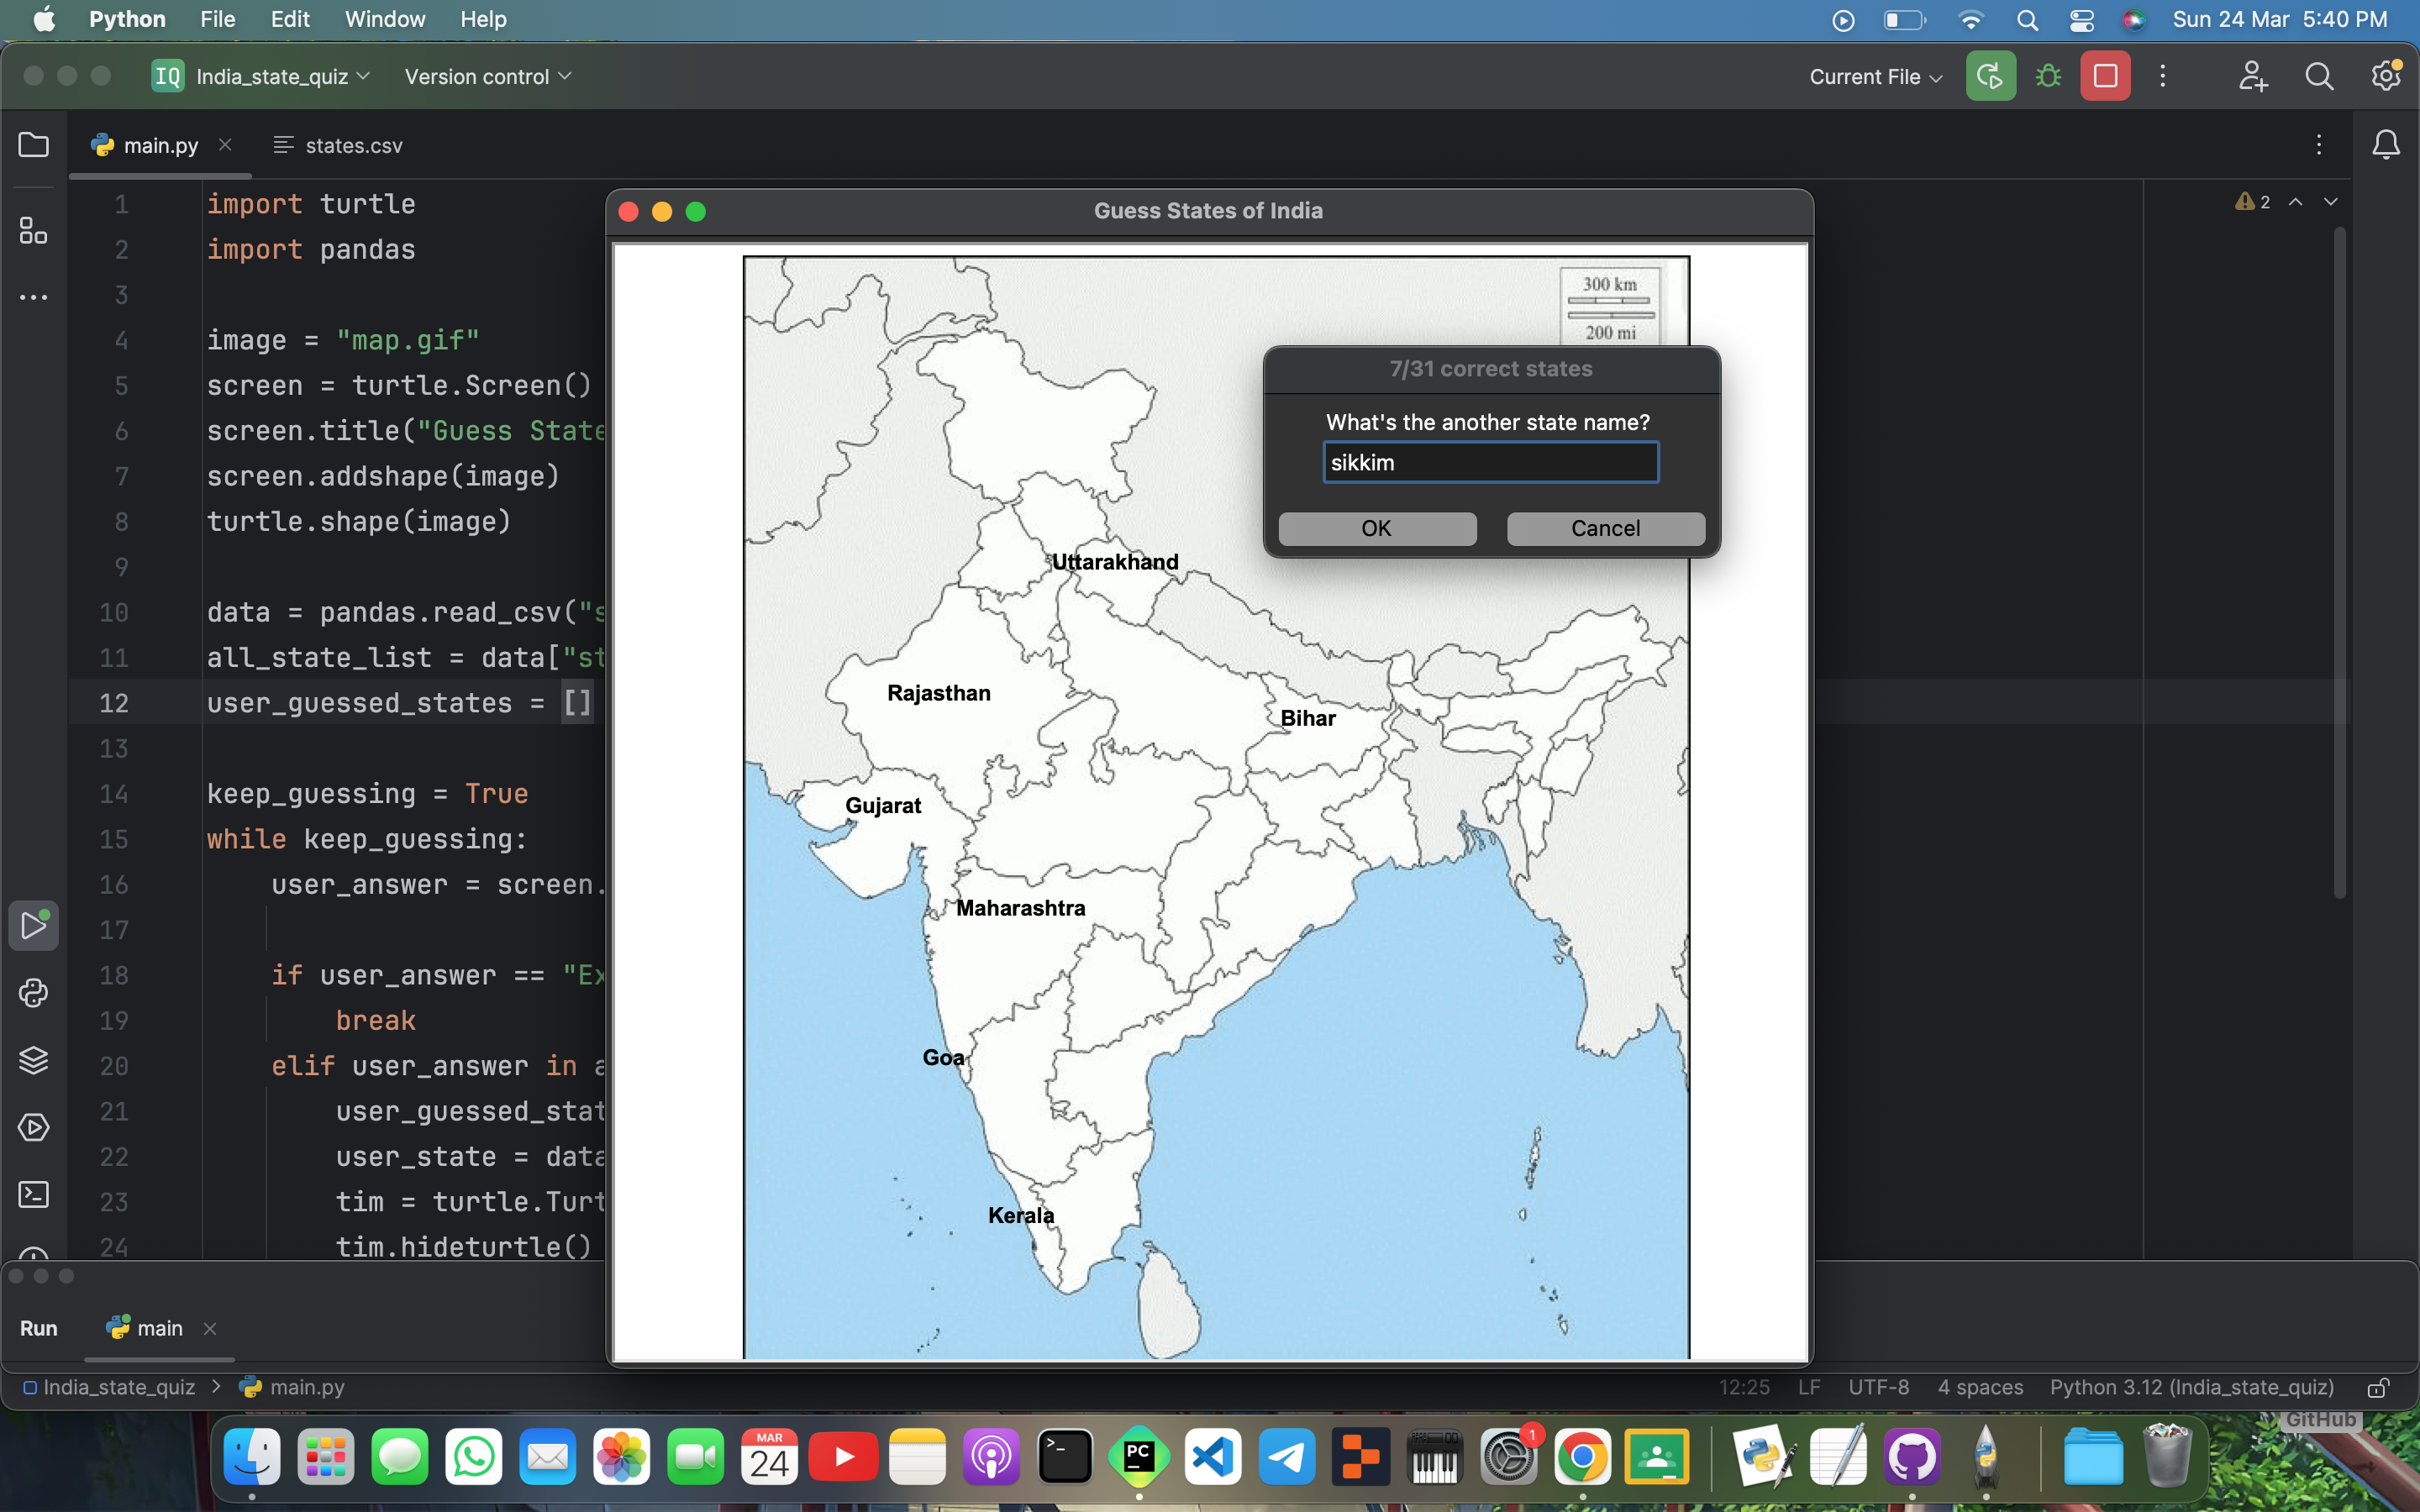 Python File Edit Window Help Sun 24 Mar 5:40 PM
IQ India_state_quiz Version control Current File
main.py states.csv
1 import turtle
2 import pandas
3
4 image = "map.gif"
5 screen = turtle.Screen()
6 screen.title("Guess State
7 screen.addshape(image)
8 turtle.shape(image)
9
10 data = pandas.read_csv("s
11 all_state_list = data["st
12 user_guessed_states = []
13
14 keep_guessing = True
15 while keep_guessing:
16 user_answer = screen.
17
18 if user_answer == "Ex
19 break
20 elif user_answer in a
21 user_guessed_stat
22 user_state = data
23 tim = turtle.Turt
24 tim.hideturtle()
2
Guess States of India
300 km
200 mi
7/31 correct states
What's the another state name?
sikkim
OK Cancel
Uttarakhand
Rajasthan
Bihar
Gujarat
Maharashtra
Goa
Kerala
Run main
India_state_quiz > main.py 12:25 LF UTF-8 4 spaces Python 3.12 (India_state_quiz)
GitHub
MAR
24
PC
1